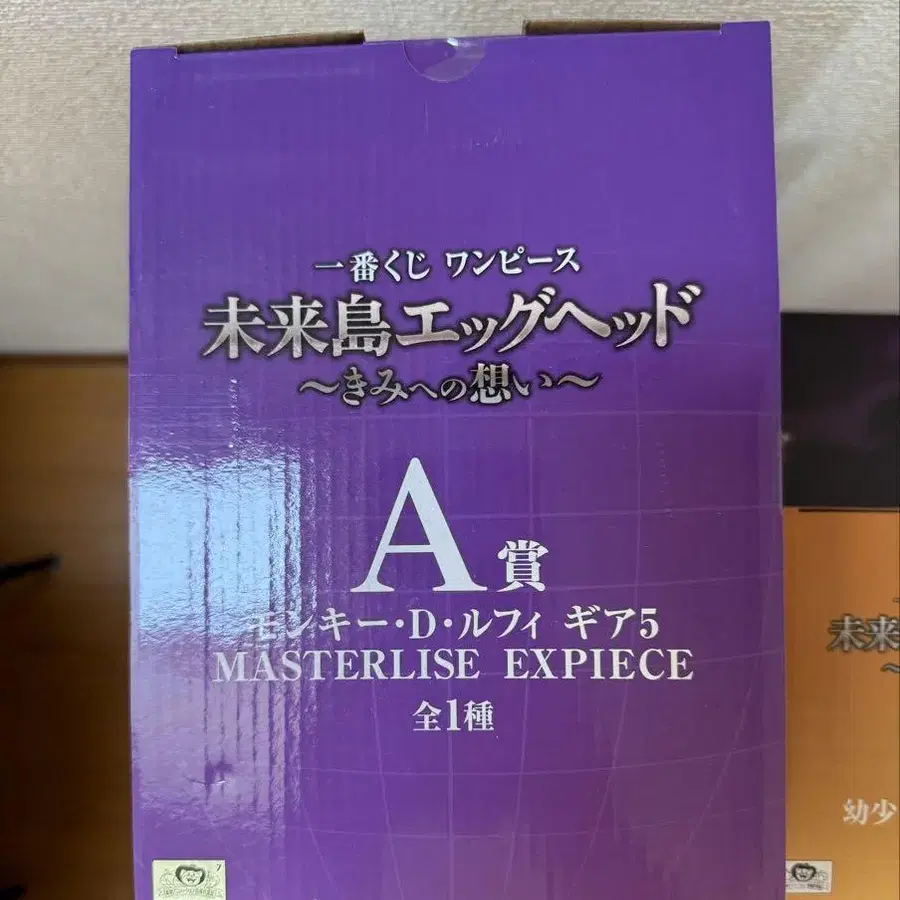 一番くじ ワンピース
未来島エッグヘッド
～きみへの想い～
A賞
モンキー・D・ルフィ ギア5
MASTERLISE EXPIECE
全1種
未来
～
幼少